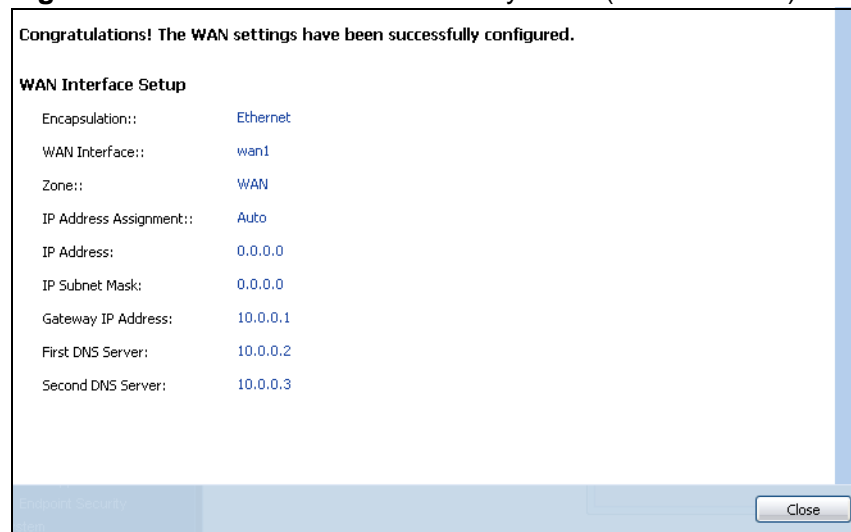 Congratulations! The WAN settings have been successfully configured.
WAN Interface Setup
Encapsulation:: Ethernet
WAN Interface:: wan1
Zone:: WAN
IP Address Assignment:: Auto
IP Address: 0.0.0.0
IP Subnet Mask: 0.0.0.0
Gateway IP Address: 10.0.0.1
First DNS Server: 10.0.0.2
Second DNS Server: 10.0.0.3
Endpoint Security
Close